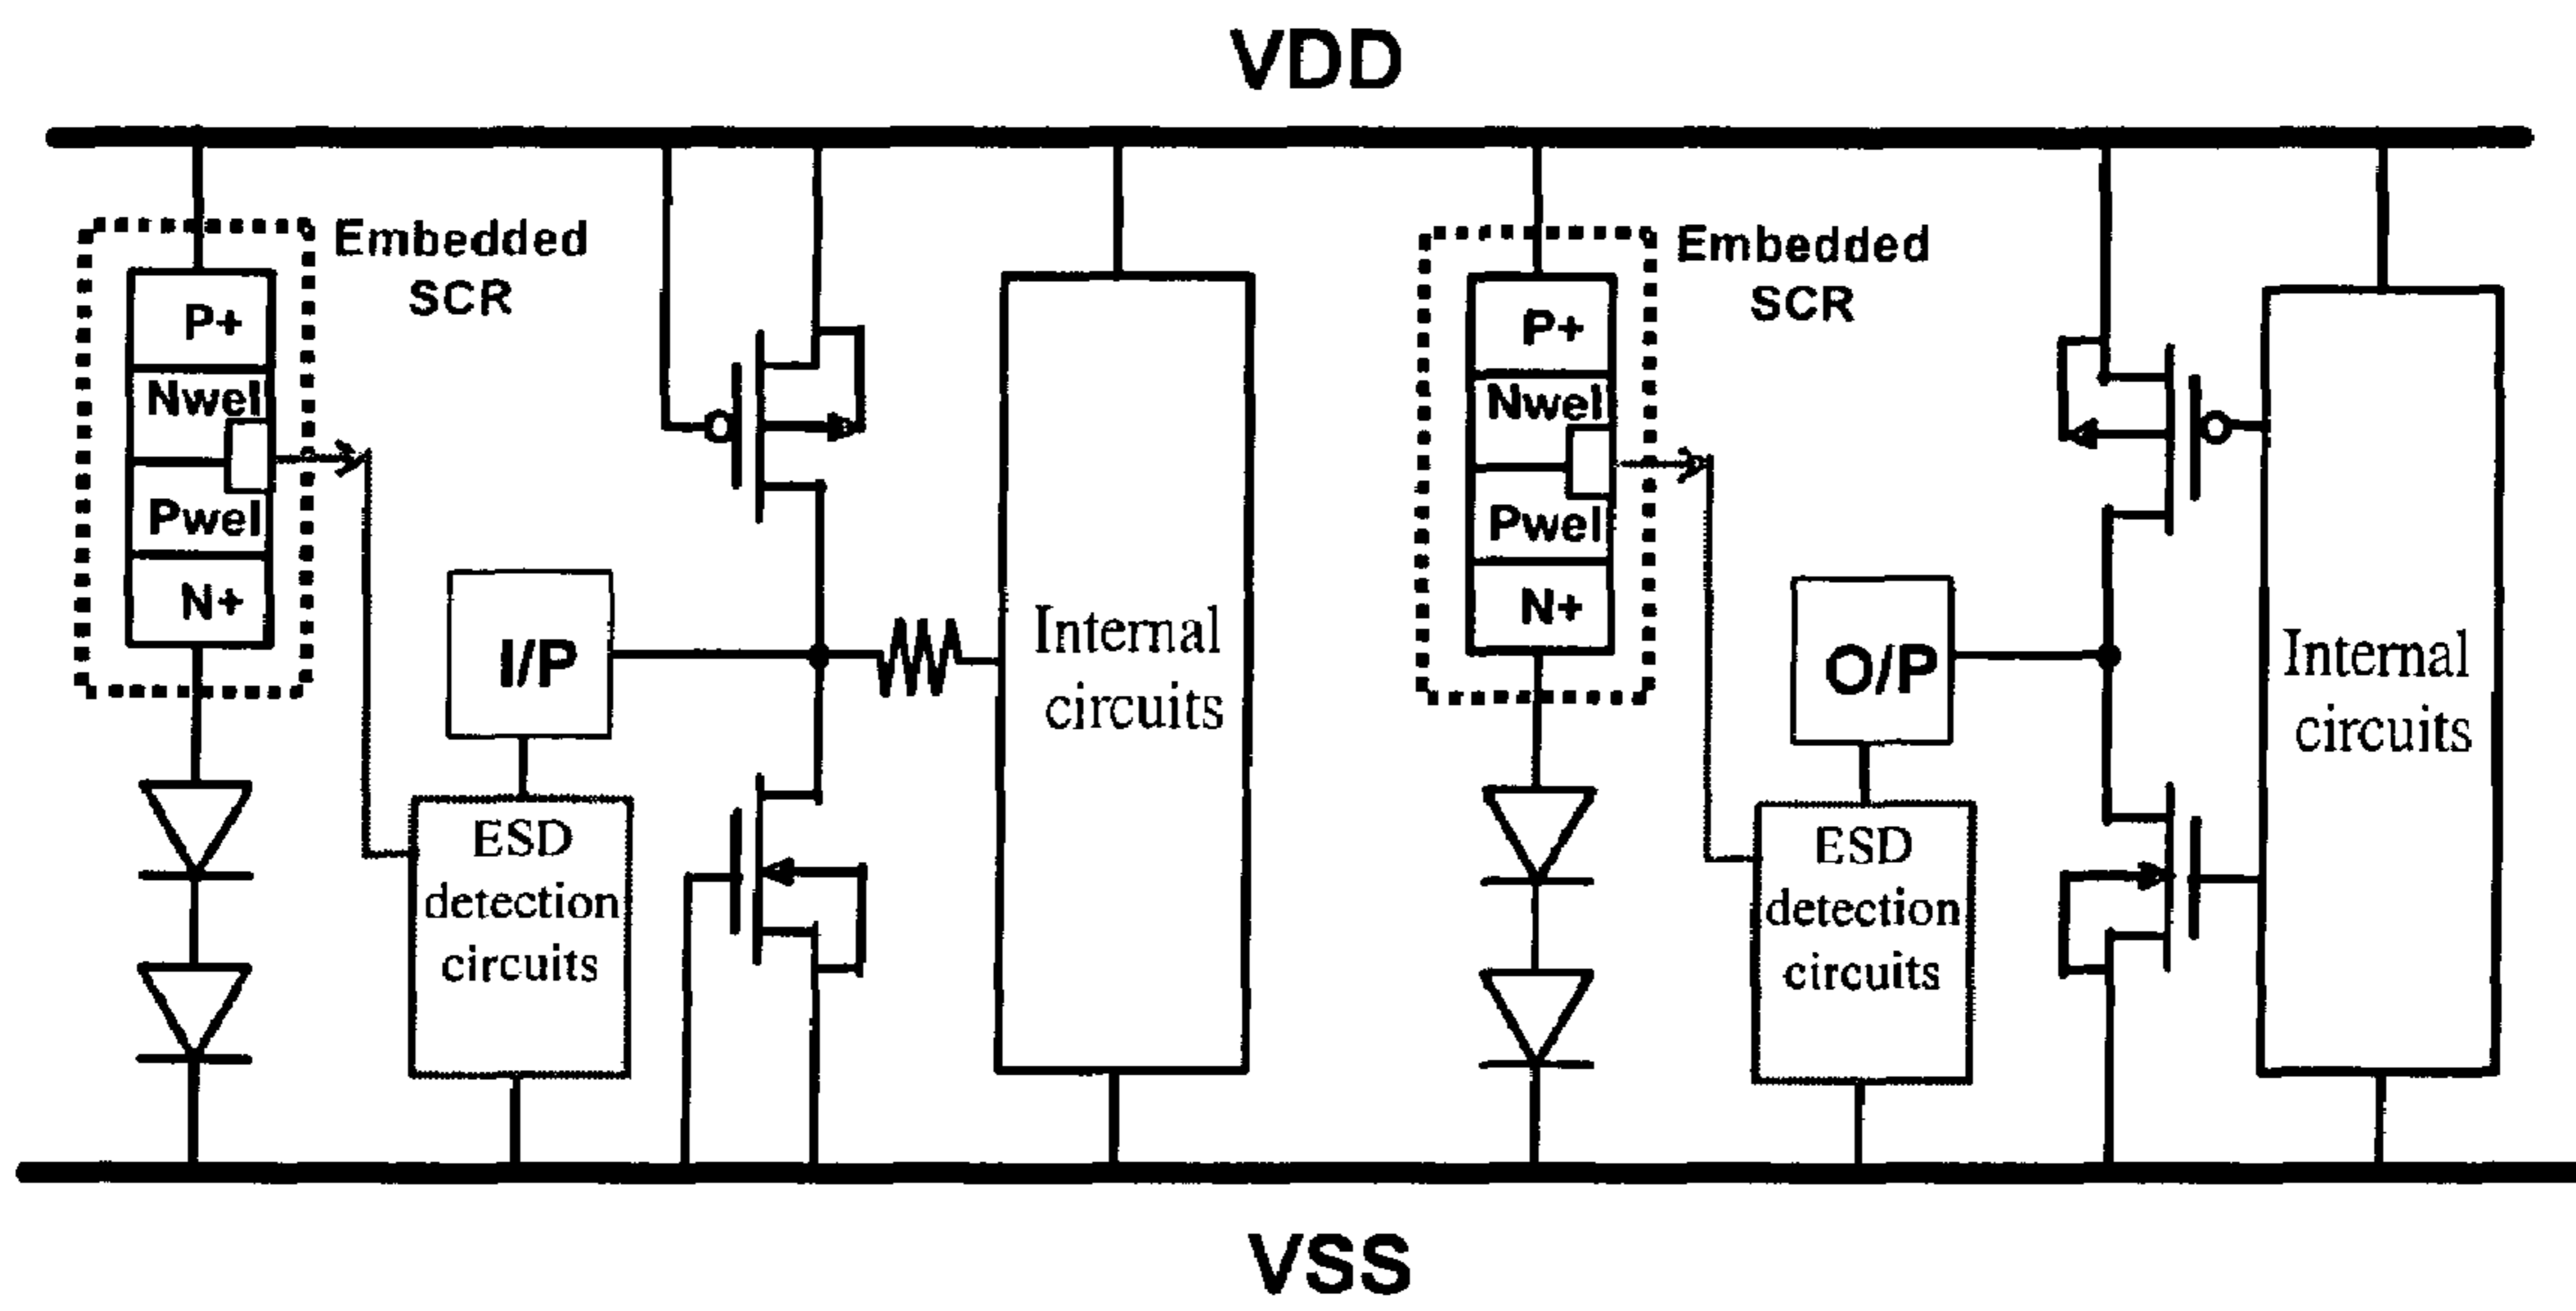 VDD
Embedded
SCR
P+
Nwel
Pwel
N+
I/P
ESD
detection
circuits
Internal
circuits
Embedded
SCR
P+
Nwel
Pwel
N+
O/P
ESD
detection
circuits
Internal
circuits
VSS